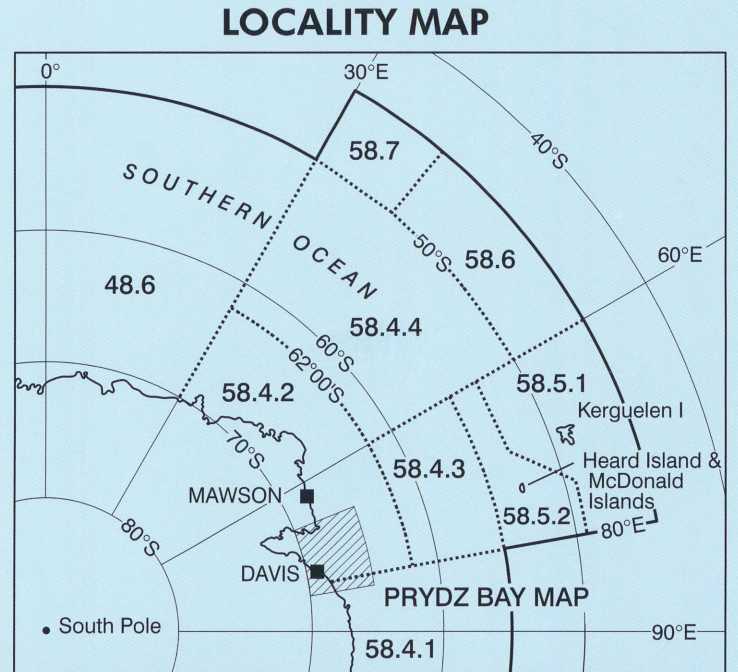 LOCALITY MAP
0°
30°E
40°S
58.7
SOUTHERN OCEAN
50°S
58.6
60°E
48.6
58.4.4
60°S
62°00'S
58.4.2
58.5.1
Kerguelen I
70°S
58.4.3
Heard Island &
McDonald
Islands
MAWSON
58.5.2
80°E
80°S
DAVIS
PRYDZ BAY MAP
South Pole
58.4.1
90°E